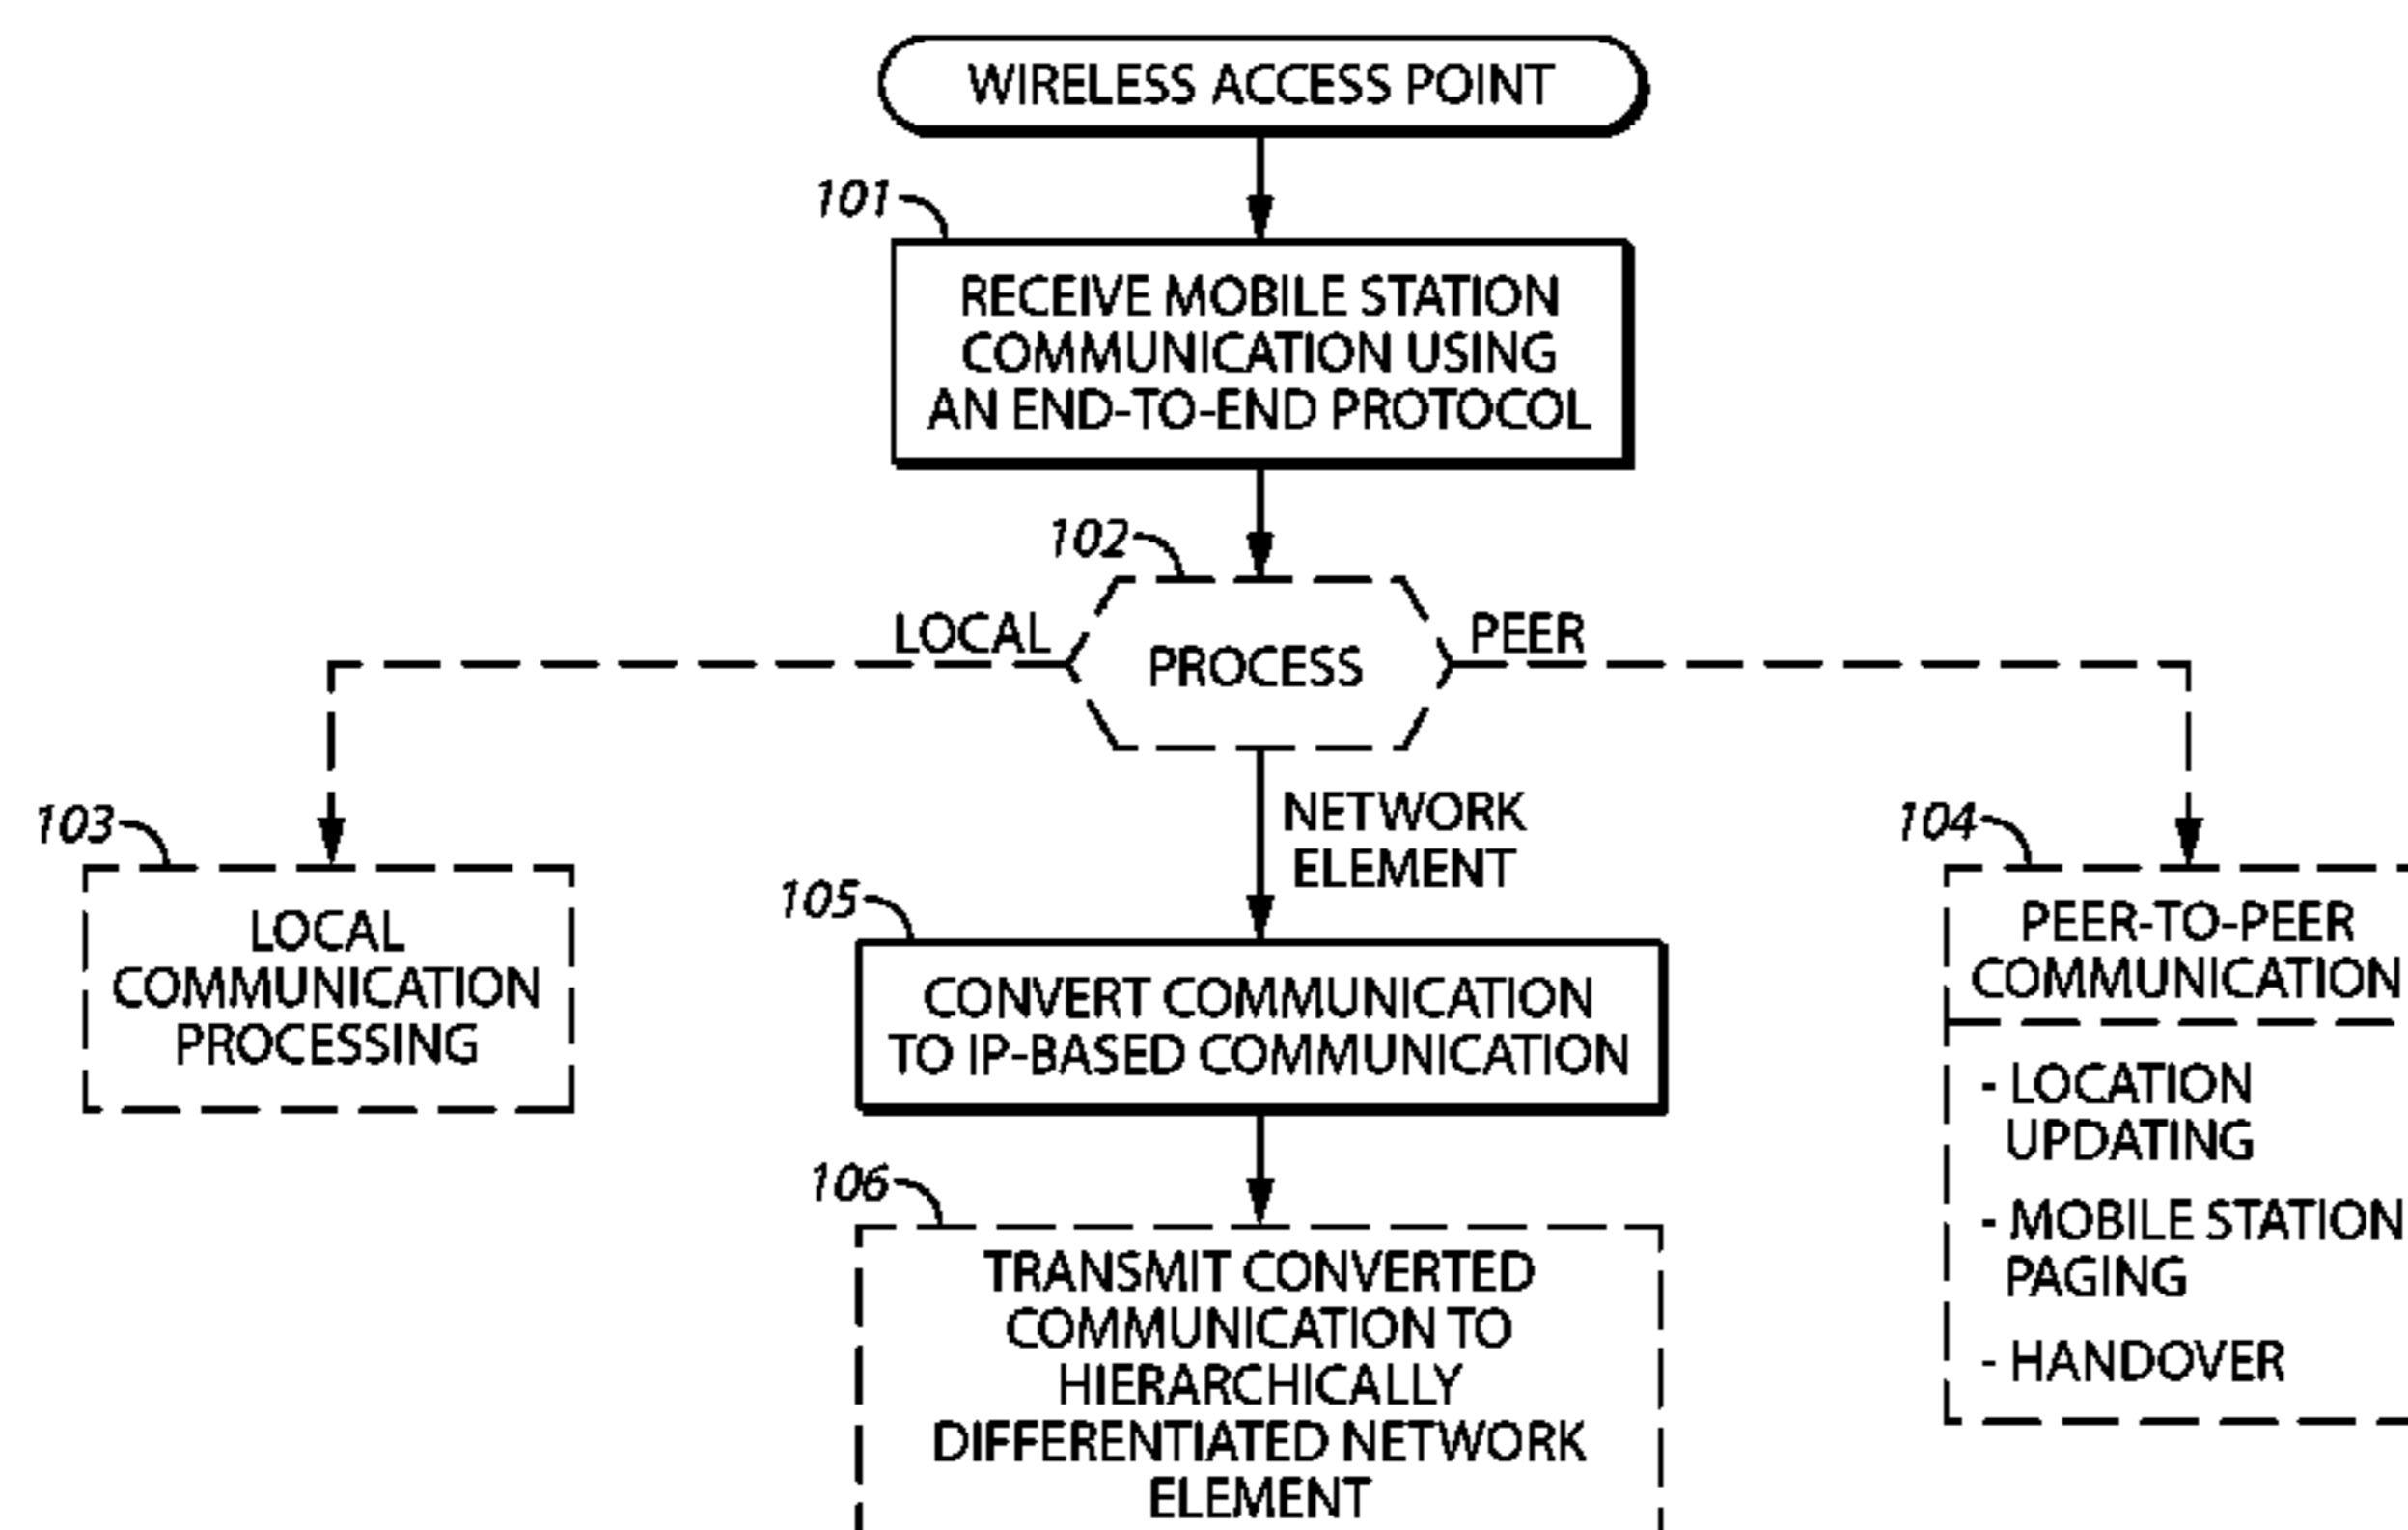 WIRELESS ACCESS POINT
101
RECEIVE MOBILE STATION
COMMUNICATION USING
AN END-TO-END PROTOCOL
102
LOCAL
PROCESS
PEER
NETWORK
ELEMENT
103
LOCAL
COMMUNICATION
PROCESSING
104
PEER-TO-PEER
COMMUNICATION
- LOCATION
UPDATING
- MOBILE STATION
PAGING
- HANDOVER
105
CONVERT COMMUNICATION
TO IP-BASED COMMUNICATION
106
TRANSMIT CONVERTED
COMMUNICATION TO
HIERARCHICALLY
DIFFERENTIATED NETWORK
ELEMENT